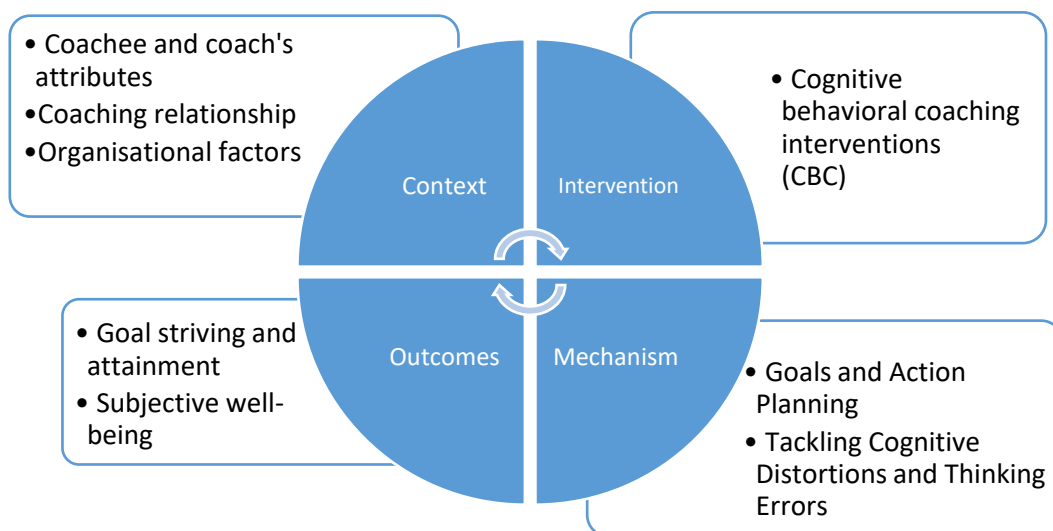 • Coachee and coach's
attributes
•Coaching relationship
•Organisational factors
Context
Intervention
• Cognitive
behavioral coaching
interventions
(CBC)
• Goal striving and
attainment
• Subjective well-
being
Outcomes
Mechanism
• Goals and Action
Planning
• Tackling Cognitive
Distortions and Thinking
Errors